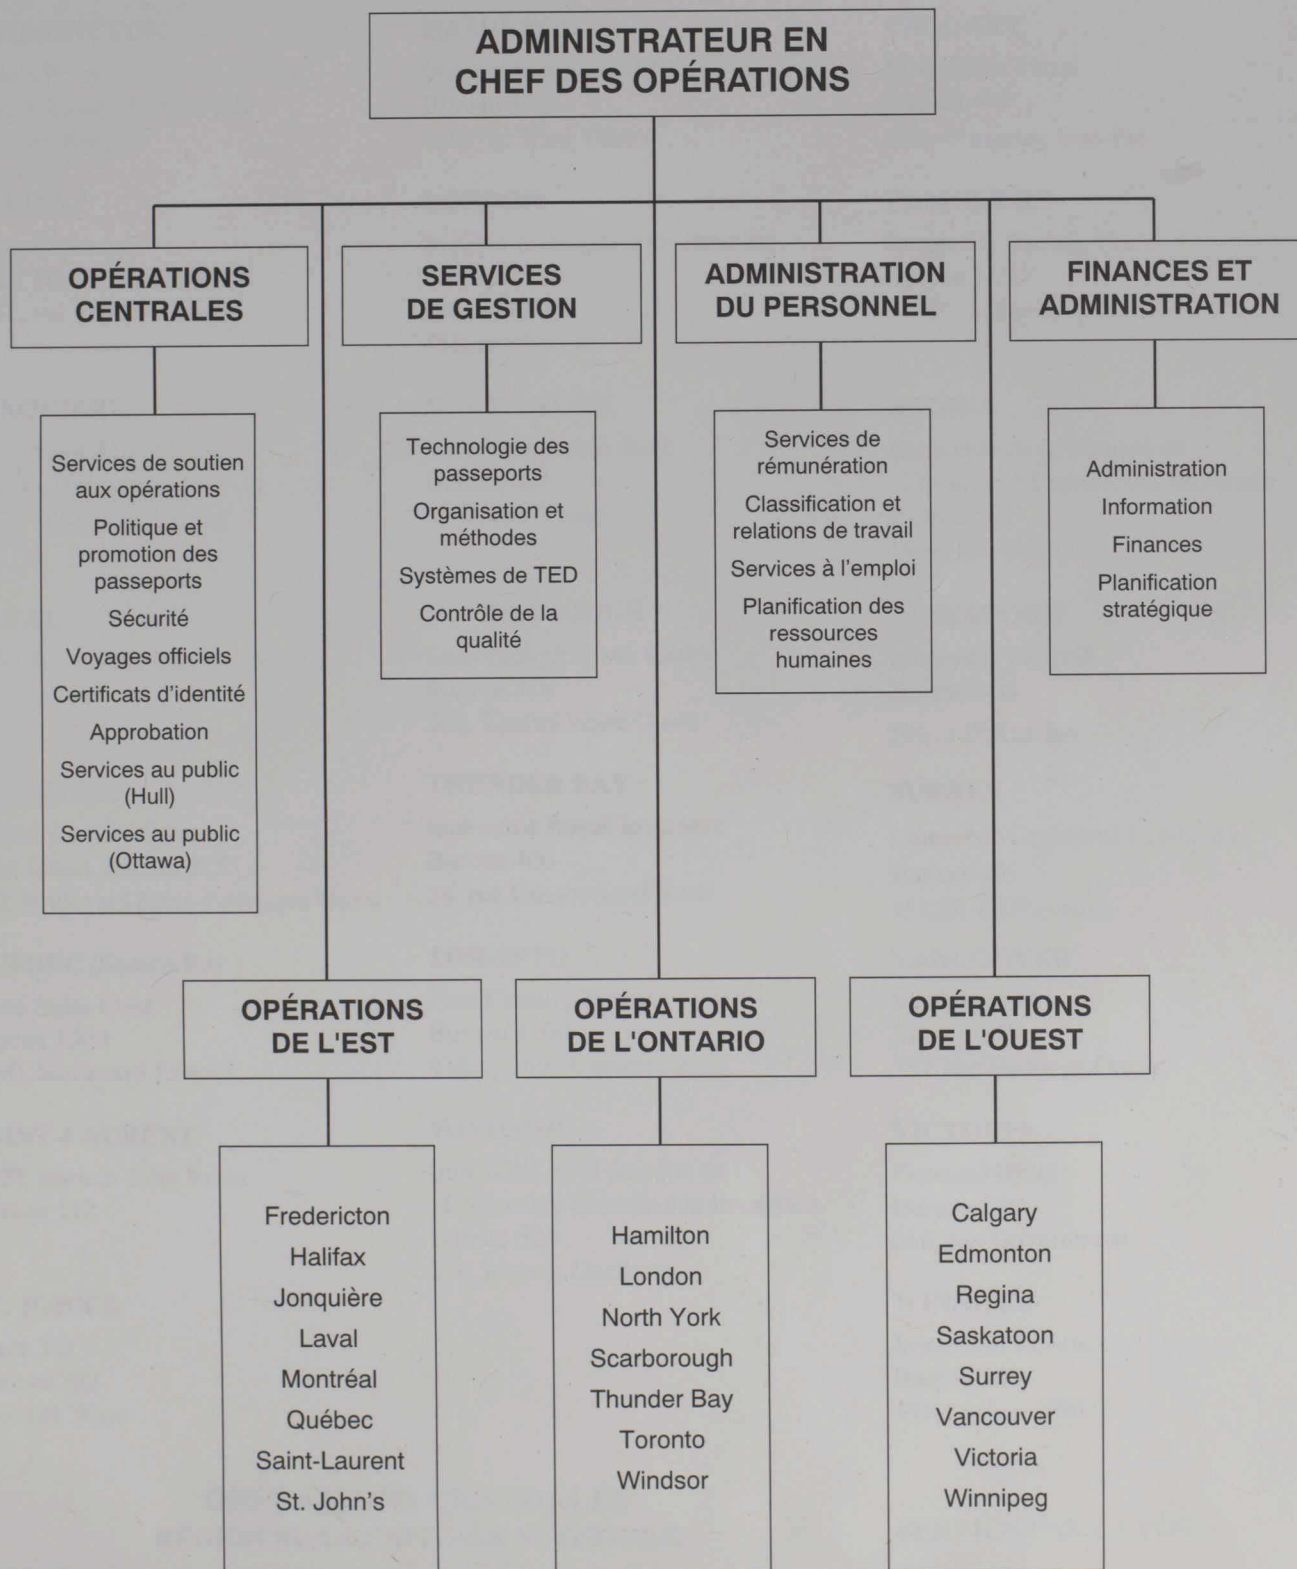 ADMINISTRATEUR EN
CHEF DES OPÉRATIONS
OPÉRATIONS
CENTRALES
SERVICES
DE GESTION
ADMINISTRATION
DU PERSONNEL
FINANCES ET
ADMINISTRATION
Services de soutien
aux opérations
Politique et
promotion des
passeports
Sécurité
Voyages officiels
Certificats d'identité
Approbation
Services au public
(Hull)
Services au public
(Ottawa)
Technologie des
passeports
Organisation et
méthodes
Systèmes de TED
Contrôle de la
qualité
Services de
rémunération
Classification et
relations de travail
Services à l'emploi
Planification des
ressources
humaines
Administration
Information
Finances
Planification
stratégique
OPÉRATIONS
DE L'EST
OPÉRATIONS
DE L'ONTARIO
OPÉRATIONS
DE L'OUEST
Fredericton
Halifax
Jonquière
Laval
Montréal
Québec
Saint-Laurent
St. John's
Hamilton
London
North York
Scarborough
Thunder Bay
Toronto
Windsor
Calgary
Edmonton
Regina
Saskatoon
Surrey
Vancouver
Victoria
Winnipeg